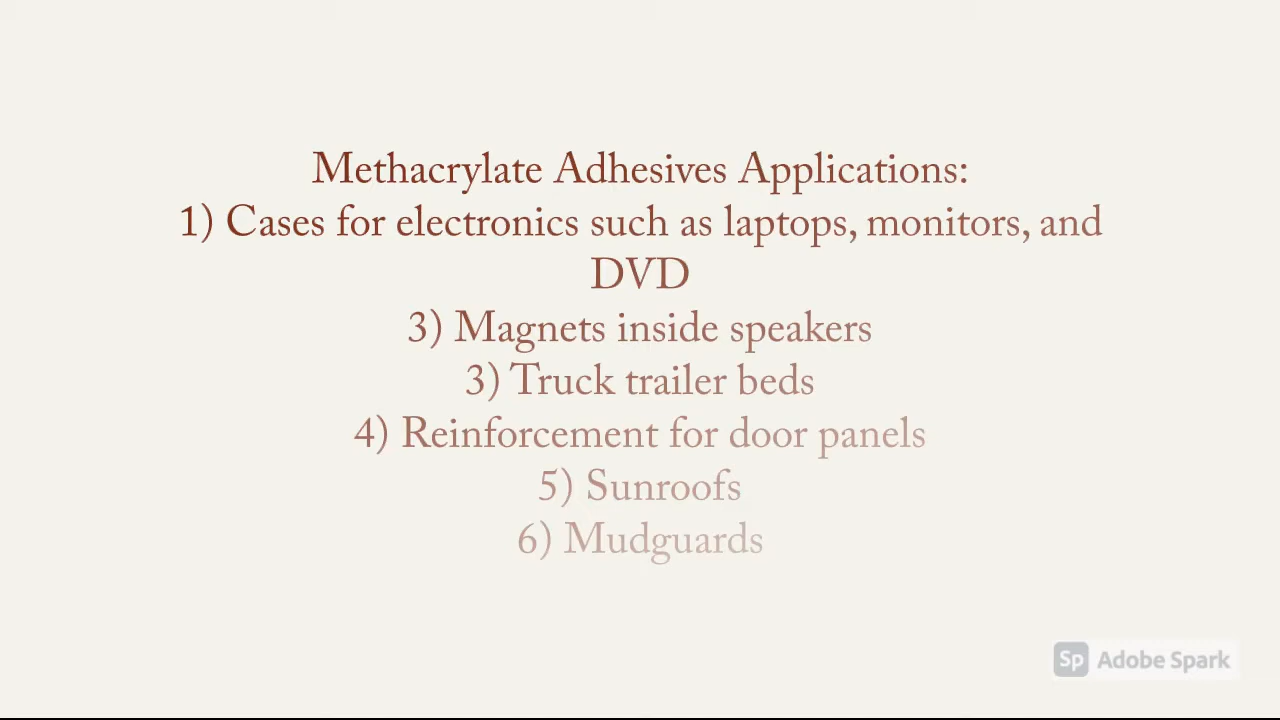 Methacrylate Adhesives Applications:
1) Cases for electronics such as laptops, monitors, and
DVD
3) Magnets inside speakers
3) Truck trailer beds
4) Reinforcement for door panels
5) Sunroofs
6) Mudguards
Sp Adobe Spark